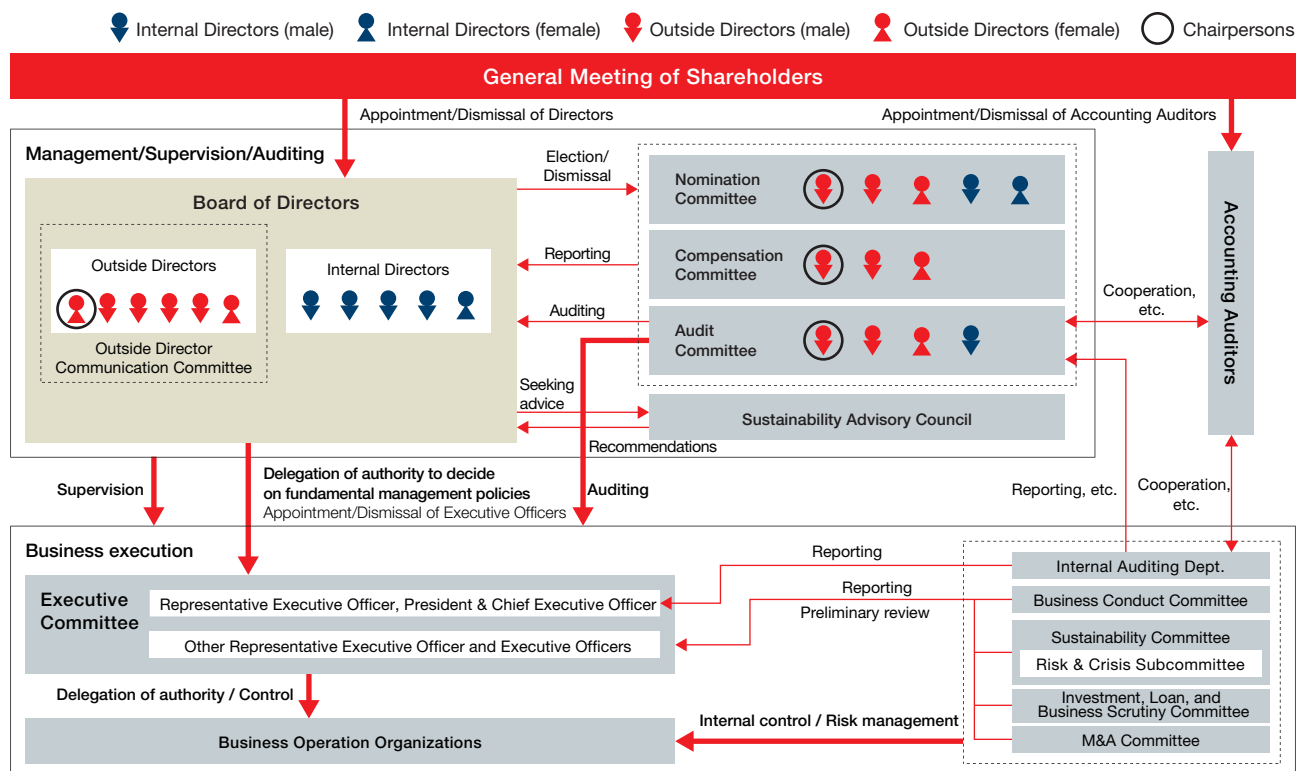 Internal Directors (male)
Internal Directors (female)
Outside Directors (male)
Outside Directors (female)
Chairpersons
General Meeting of Shareholders
Appointment/Dismissal of Directors
Appointment/Dismissal of Accounting Auditors
Management/Supervision/Auditing
Board of Directors
Outside Directors
Internal Directors
Outside Director
Communication Committee
Election/
Dismissal
Reporting
Auditing
Seeking
advice
Recommendations
Nomination
Committee
Compensation
Committee
Audit
Committee
Sustainability Advisory Council
Cooperation,
etc.
Accounting Auditors
Supervision
Delegation of authority to decide
on fundamental management policies
Appointment/Dismissal of Executive Officers
Auditing
Reporting, etc.
Cooperation,
etc.
Business execution
Executive
Committee
Representative Executive Officer, President & Chief Executive Officer
Other Representative Executive Officer and Executive Officers
Reporting
Reporting
Preliminary review
Internal Auditing Dept.
Business Conduct Committee
Sustainability Committee
Risk & Crisis Subcommittee
Investment, Loan, and
Business Scrutiny Committee
M&A Committee
Delegation of authority / Control
Internal control / Risk management
Business Operation Organizations